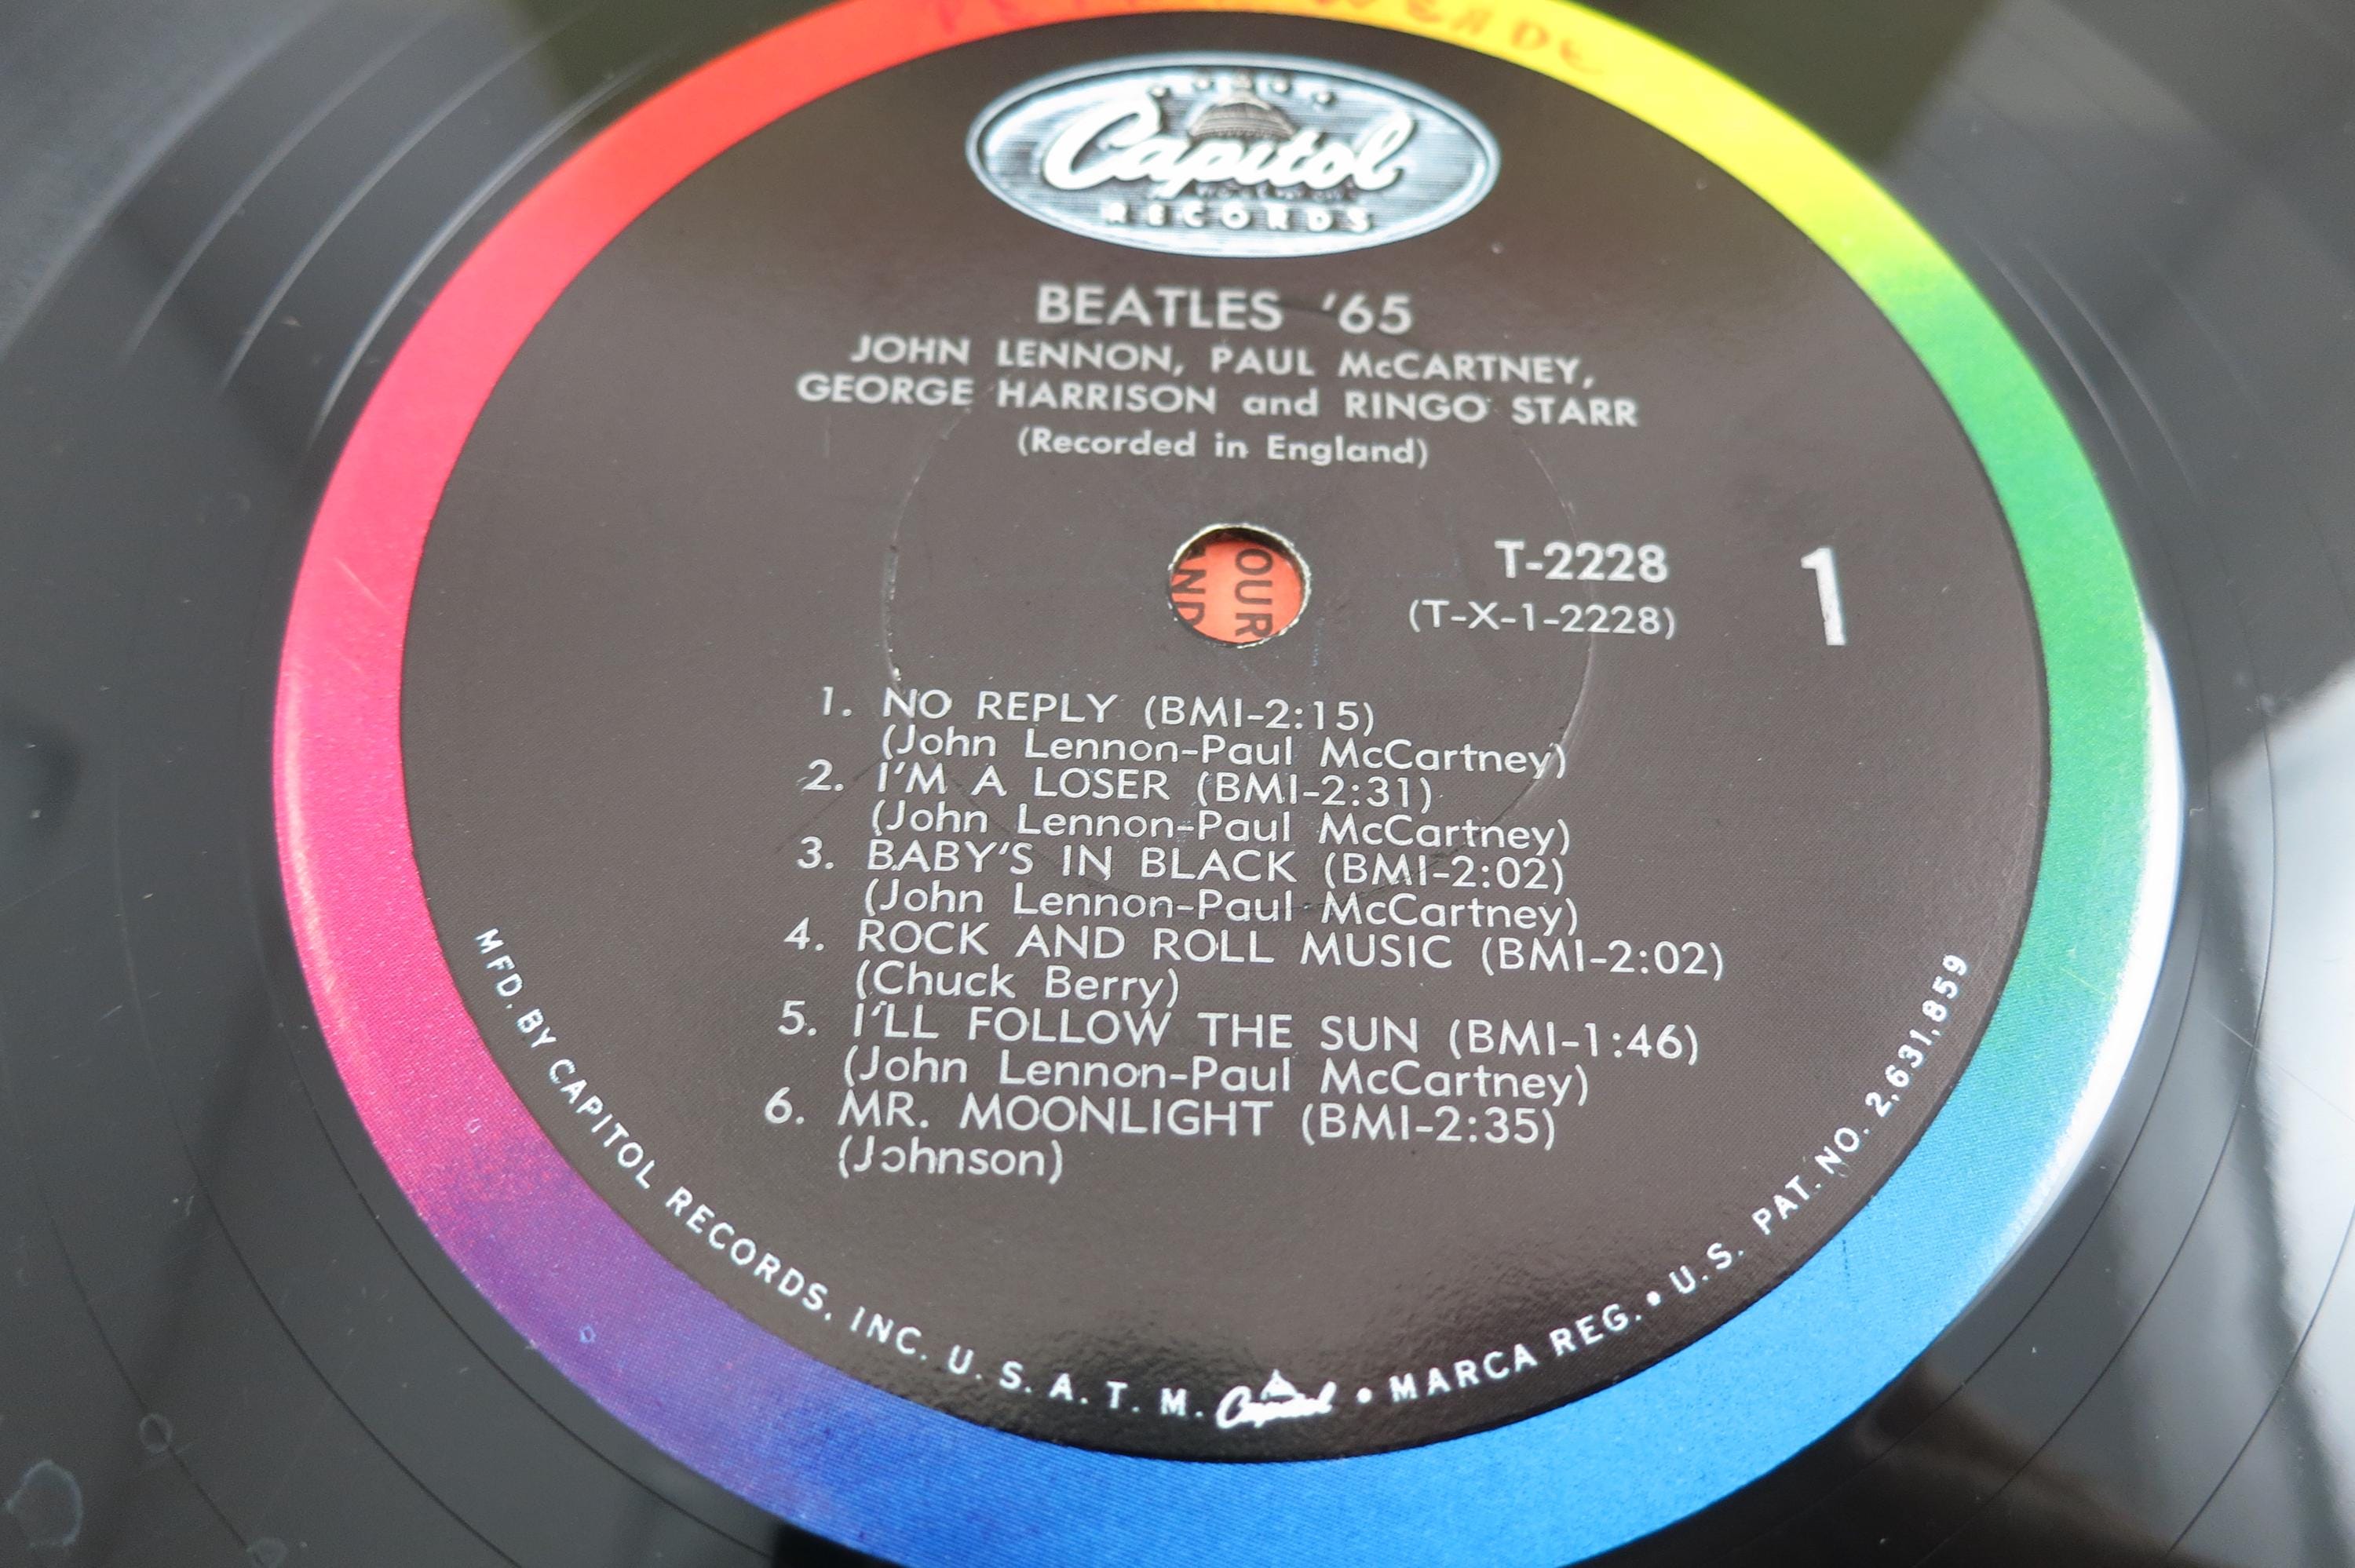 Capitol
RECORDS
BEATLES '65
JOHN LENNON, PAUL McCARTNEY,
GEORGE HARRISON and RINGO STARR
(Recorded in England)
OUR
AND
T-2228
(T-X-1-2228)
1
1. NO REPLY (BMI-2:15)
(John Lennon-Paul McCartney)
2. I'M A LOSER (BMI-2:31)
(John Lennon-Paul McCartney)
3. BABY'S IN BLACK (BMI-2:02)
(John Lennon-Paul McCartney)
4. ROCK AND ROLL MUSIC (BMI-2:02)
(Chuck Berry)
5. I'LL FOLLOW THE SUN (BMI-1:46)
(John Lennon-Paul McCartney)
6. MR. MOONLIGHT (BMI-2:35)
(Johnson)
MFD. BY CAPITOL RECORDS, INC. U.S.A. T.M. Capitol • MARCA REG. • U.S. PAT. NO. 2,631,859